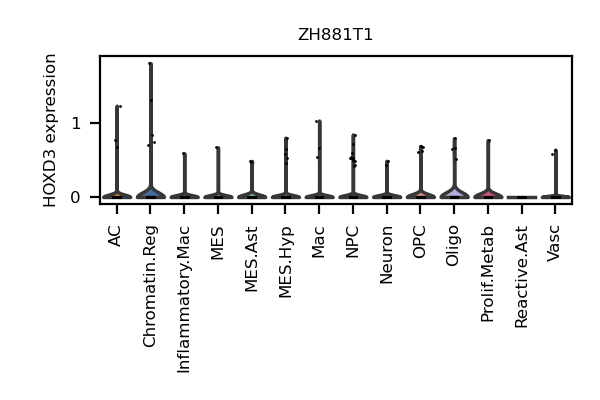 ZH881T1
HOXD3 expression
1
0
AC
Chromatin.Reg
Inflammatory.Mac
MES
MES.Ast
MES.Hyp
Mac
NPC
Neuron
OPC
Oligo
Prolif.Metab
Reactive.Ast
Vasc